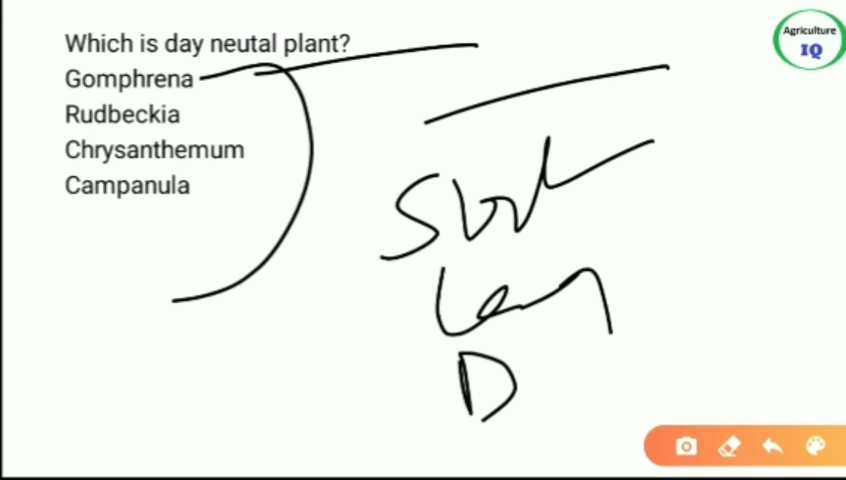 Which is day neutal plant?
Gomphrena
Rudbeckia
Chrysanthemum
Campanula
Agriculture
IQ
D